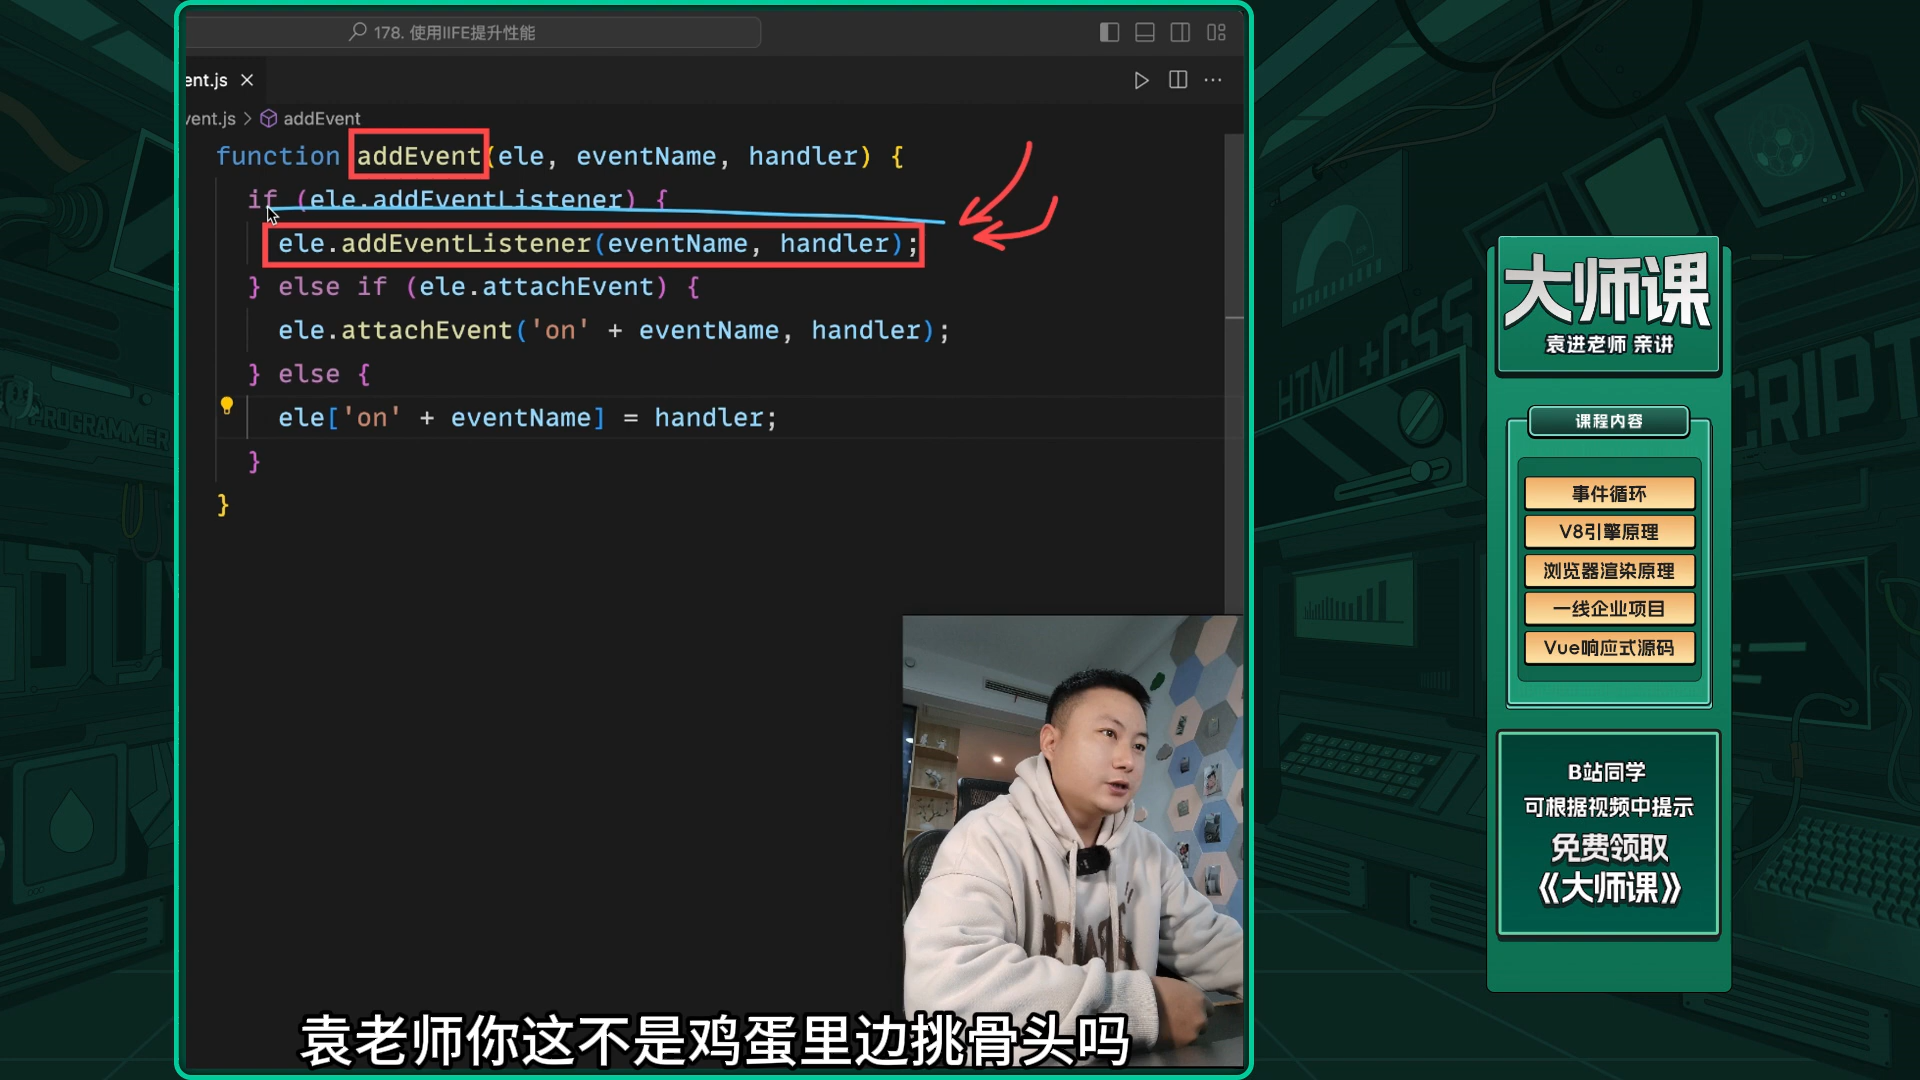 178. 使用IIFE提升性能
ent.js
vent.js > addEvent
function addEvent(ele, eventName, handler) {
if (ele.addEventListener) {
ele.addEventListener(eventName, handler);
} else if (ele.attachEvent) {
ele.attachEvent('on' + eventName, handler);
} else {
ele['on' + eventName] = handler;
}
}
袁老师你这不是鸡蛋里边挑骨头吗
大师课
袁进老师 亲讲
课程内容
事件循环
V8引擎原理
浏览器渲染原理
一线企业项目
Vue响应式源码
B站同学
可根据视频中提示
免费领取
《大师课》
HTML+CSS
PROGRAMMER
CRIPT